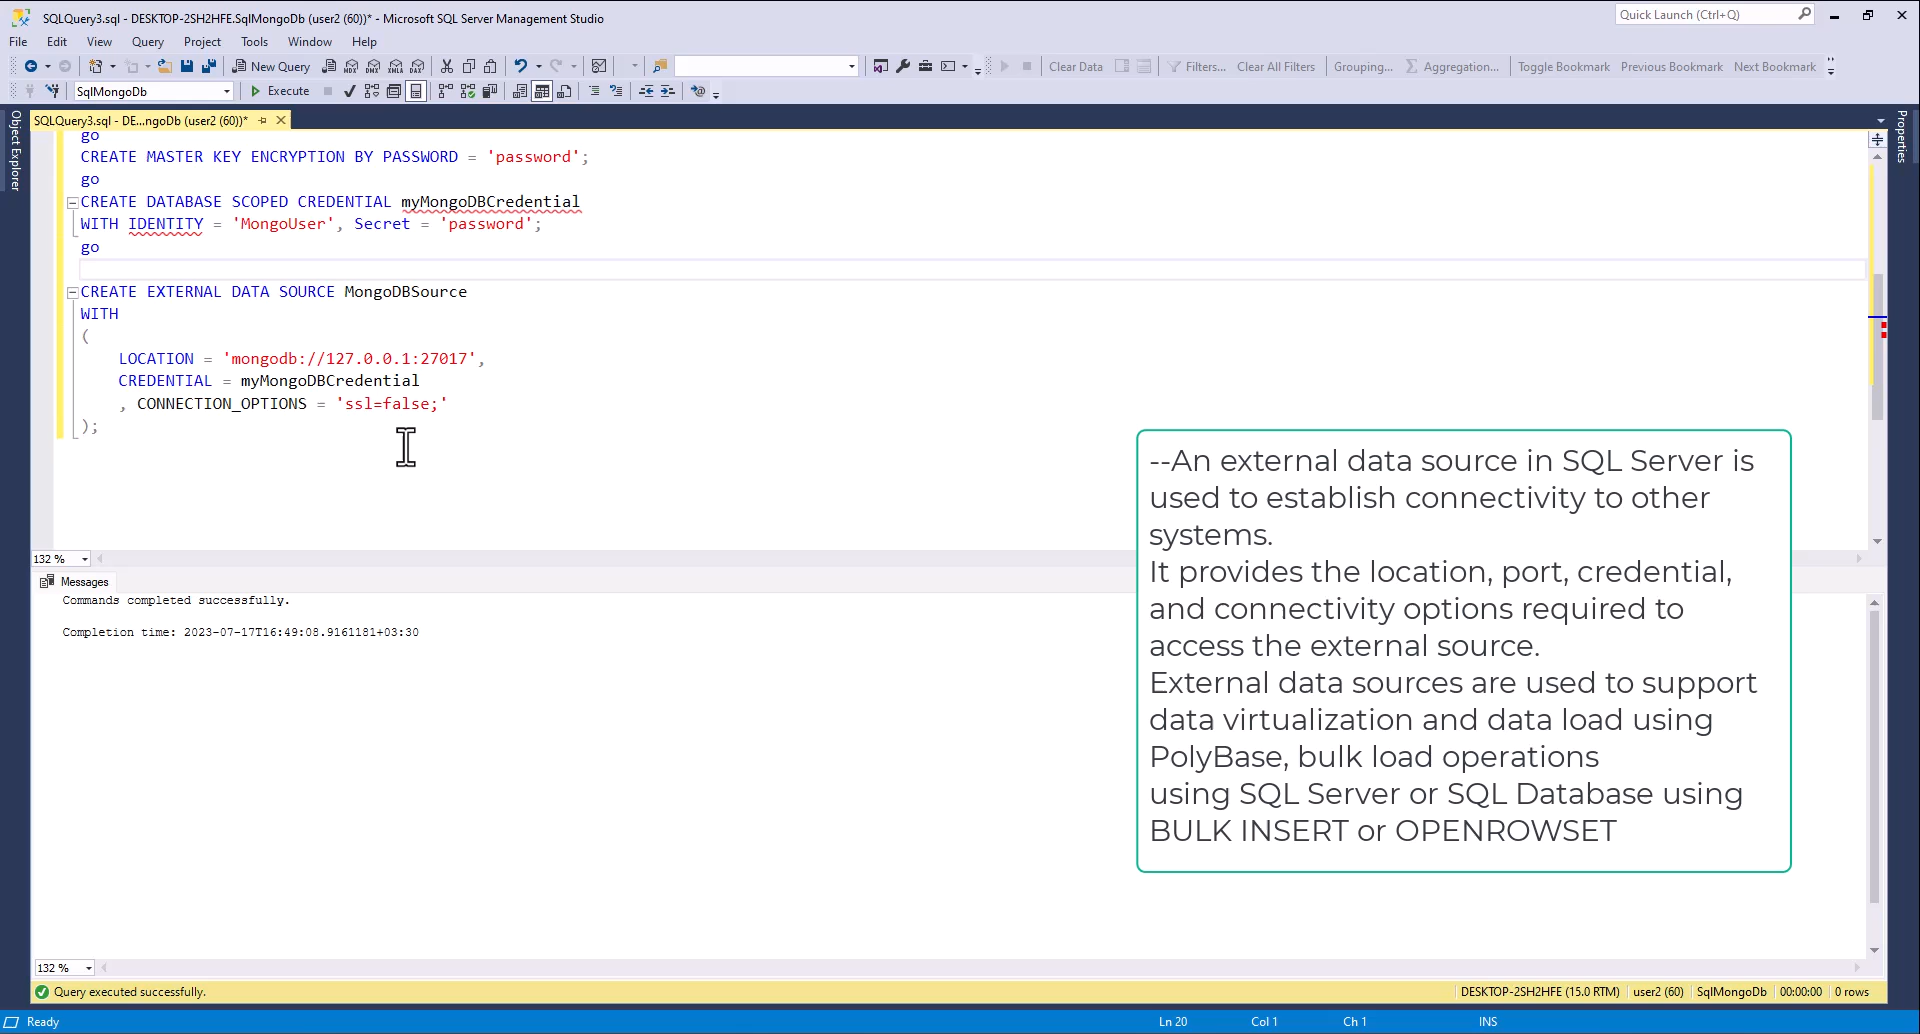 SQLQuery3.sql - DESKTOP-2SH2HFE.SqlMongoDb (user2 (60))* - Microsoft SQL Server Management Studio
Quick Launch (Ctrl+Q)
File Edit View Query Project Tools Window Help
New Query MDX DMX XMLA DAX Clear Data Filters... Clear All Filters Grouping... Aggregation... Toggle Bookmark Previous Bookmark Next Bookmark
SqlMongoDb Execute
SQLQuery3.sql - DE...ngoDb (user2 (60))*
Object Explorer
Properties
go
CREATE MASTER KEY ENCRYPTION BY PASSWORD = 'password';
go
CREATE DATABASE SCOPED CREDENTIAL myMongoDBCredential
WITH IDENTITY = 'MongoUser', Secret = 'password';
go
CREATE EXTERNAL DATA SOURCE MongoDBSource
WITH
(
LOCATION = 'mongodb://127.0.0.1:27017',
CREDENTIAL = myMongoDBCredential
, CONNECTION_OPTIONS = 'ssl=false;'
);
--An external data source in SQL Server is
used to establish connectivity to other
systems.
It provides the location, port, credential,
and connectivity options required to
access the external source.
External data sources are used to support
data virtualization and data load using
PolyBase, bulk load operations
using SQL Server or SQL Database using
BULK INSERT or OPENROWSET
132 %
Messages
Commands completed successfully.
Completion time: 2023-07-17T16:49:08.9161181+03:30
132 %
Query executed successfully.
DESKTOP-2SH2HFE (15.0 RTM) user2 (60) SqlMongoDb 00:00:00 0 rows
Ready
Ln 20 Col 1 Ch 1 INS